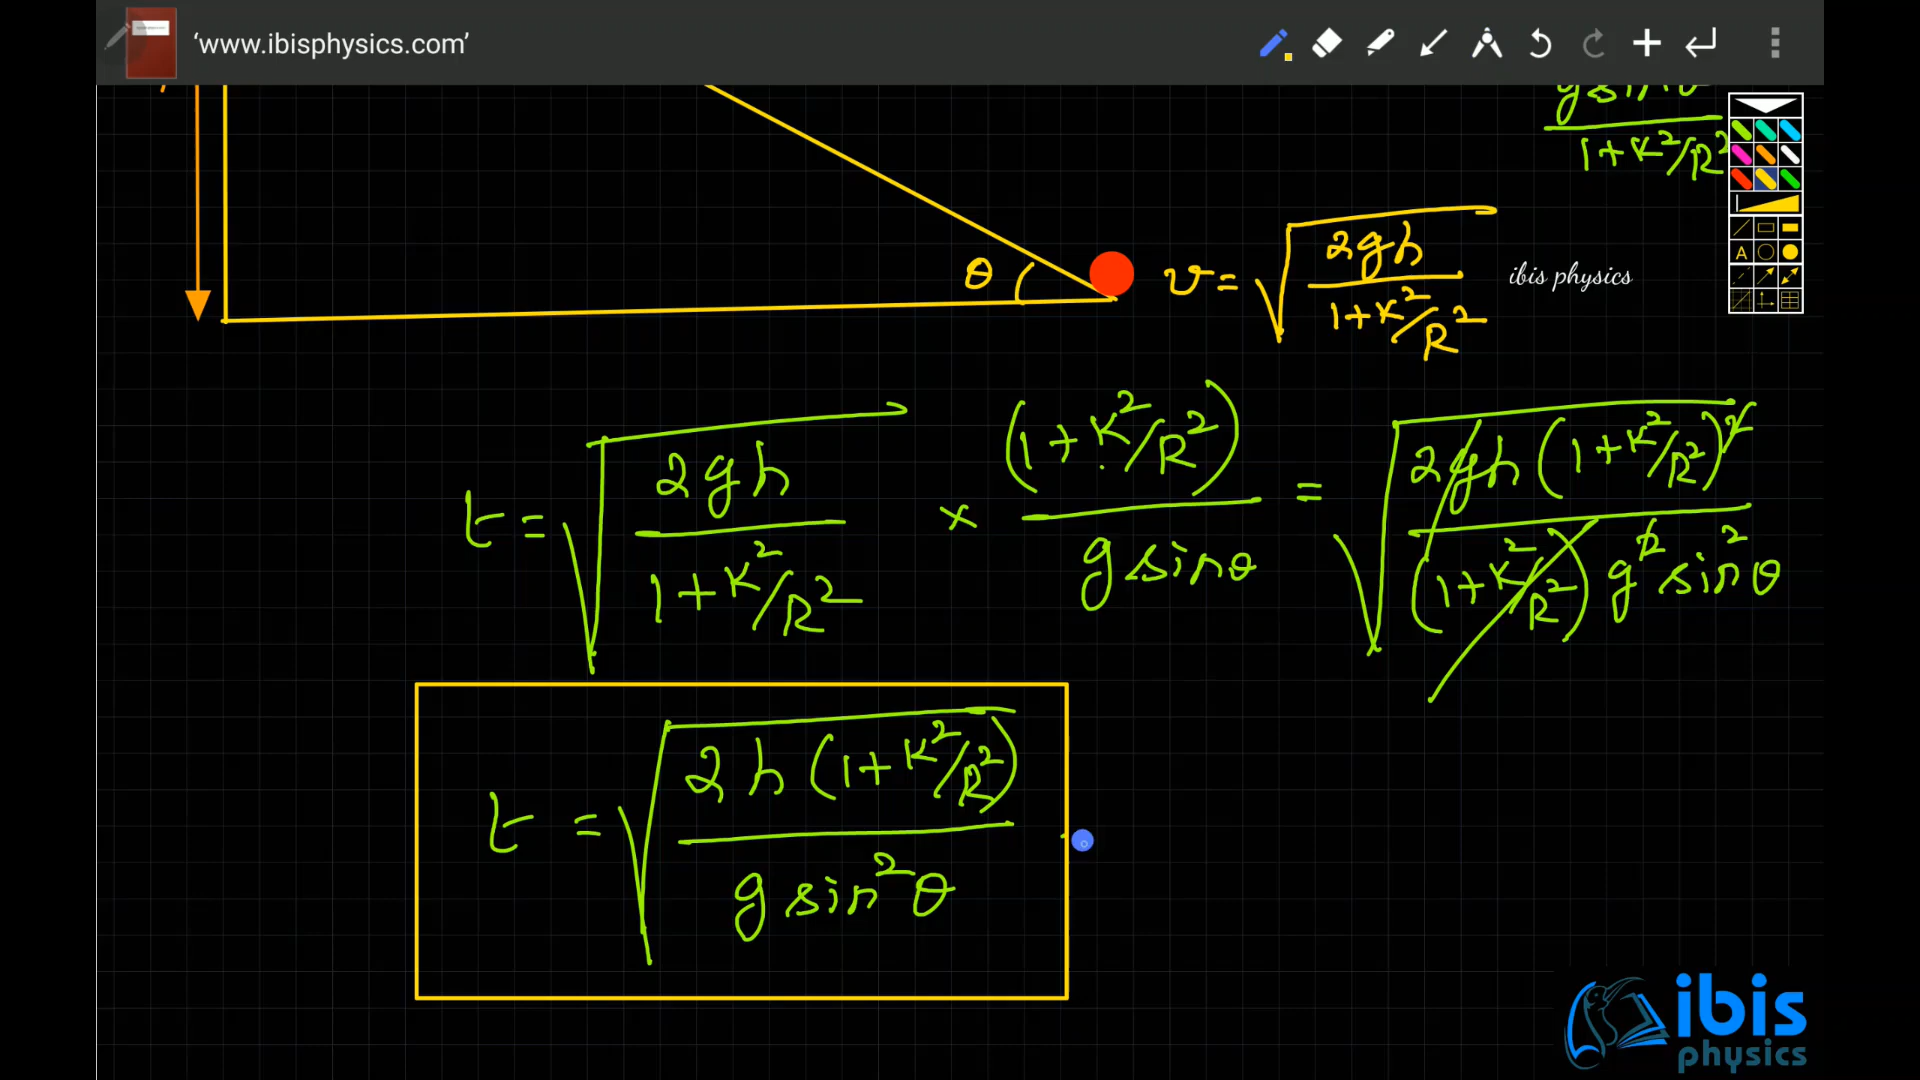 ‘www.ibisphysics.com’
g sin θ
1+K²/R²
θ
v = √(2gh / (1+K²/R²))
ibis physics
A
t = √(2gh / (1+K²/R²)) × (1+K²/R²) / (g sinθ) = √(2gh (1+K²/R²)² / ((1+K²/R²) g² sin²θ))
t = √(2h (1+K²/R²) / (g sin²θ))
ibis
physics